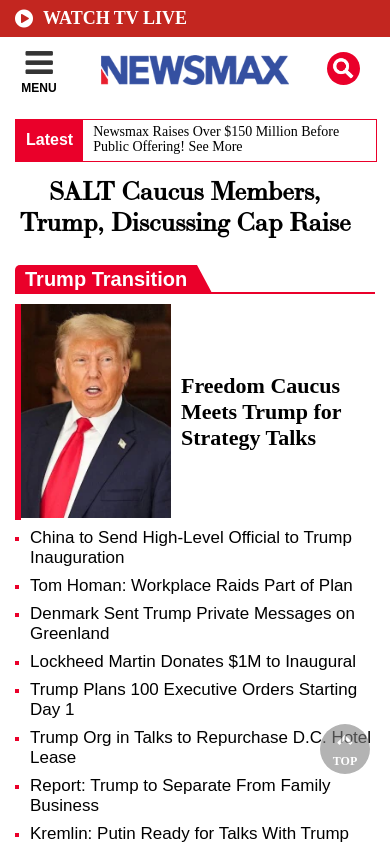 WATCH TV LIVE
MENU
NEWSMAX
Latest
Newsmax Raises Over $150 Million Before
Public Offering! See More
SALT Caucus Members,
Trump, Discussing Cap Raise
Trump Transition
Freedom Caucus
Meets Trump for
Strategy Talks
China to Send High-Level Official to Trump
Inauguration
Tom Homan: Workplace Raids Part of Plan
Denmark Sent Trump Private Messages on
Greenland
Lockheed Martin Donates $1M to Inaugural
Trump Plans 100 Executive Orders Starting
Day 1
Trump Org in Talks to Repurchase D.C. Hotel
Lease
TOP
Report: Trump to Separate From Family
Business
Kremlin: Putin Ready for Talks With Trump